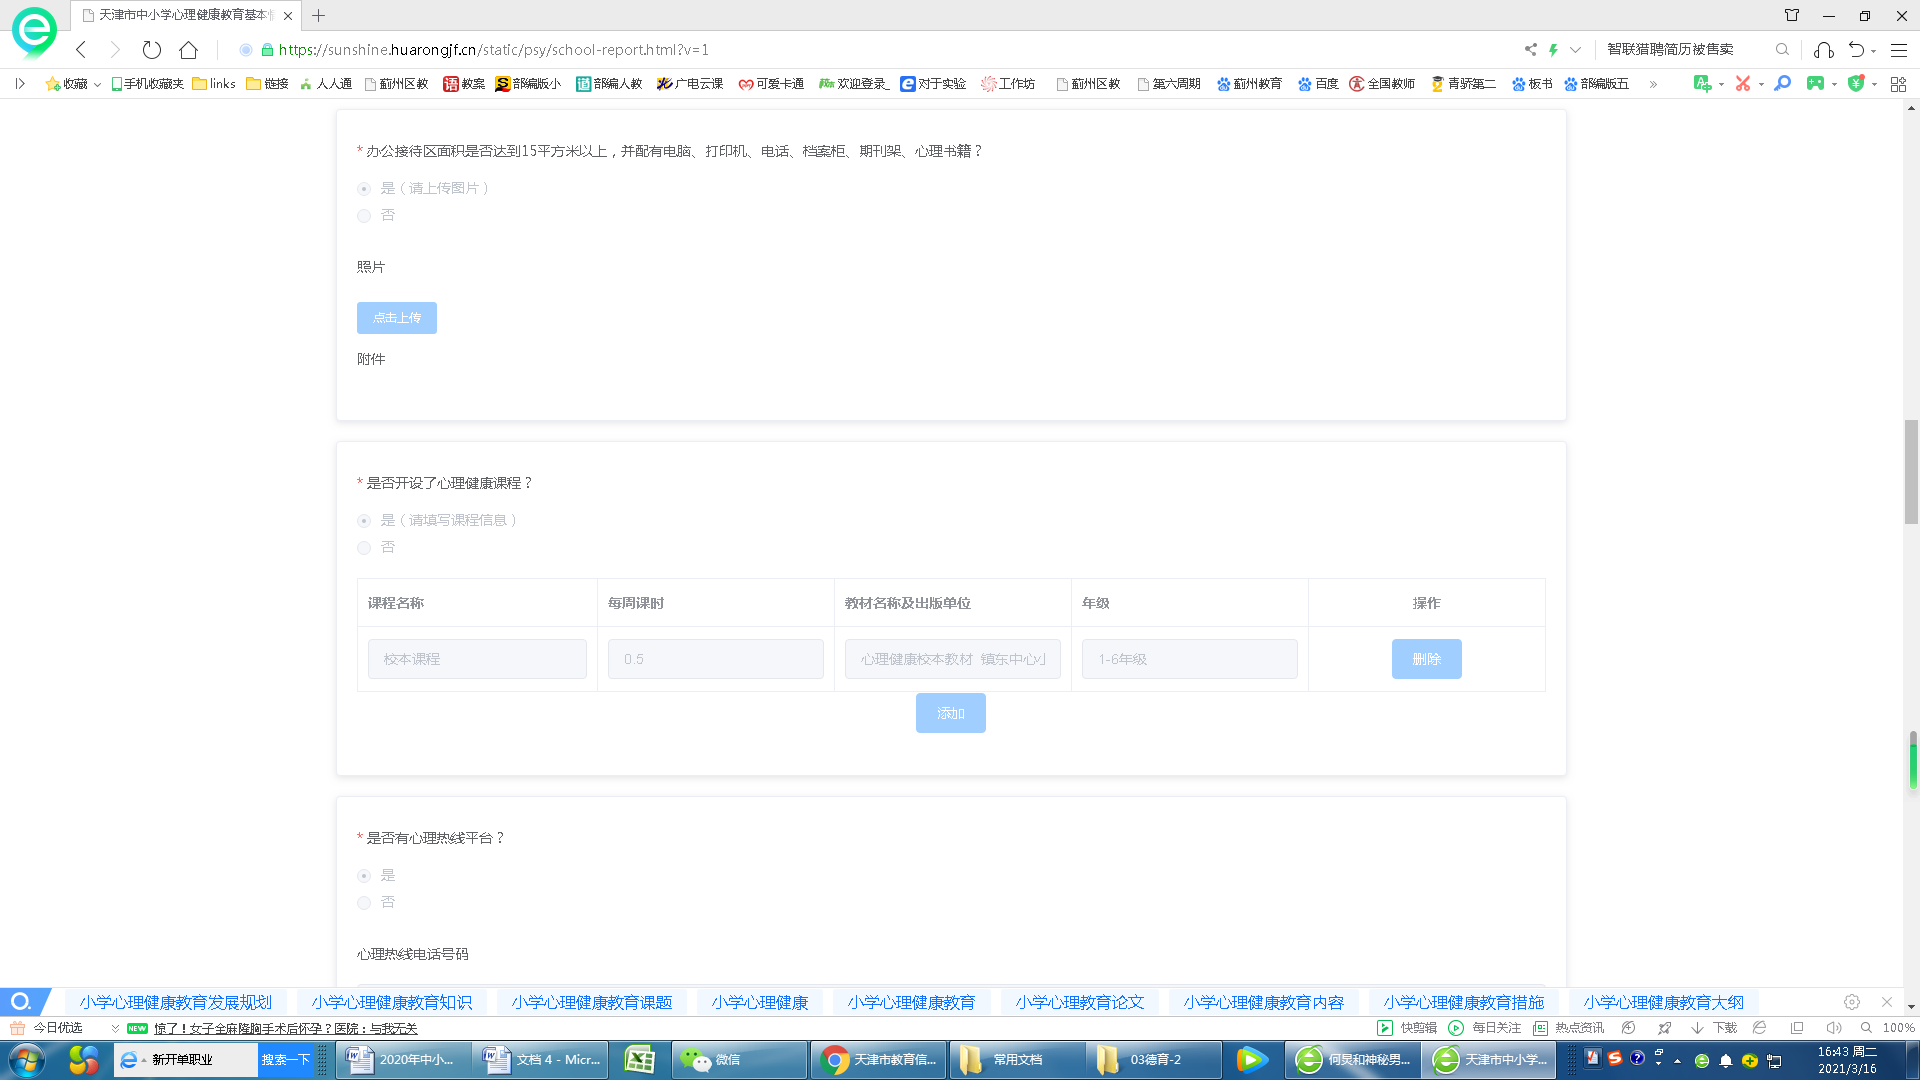 天津市中小学心理健康教育基本情
https://sunshine.huarongjf.cn/static/psy/school-report.html?v=1
智联猎聘简历被售卖
收藏 手机收藏夹 links 链接 人人通 蓟州区教 教案 部编版小 部编人教 广电云课 可爱卡通 欢迎登录_ 对于实验 工作坊 蓟州区教 第六周期 蓟州教育 百度 全国教师 青骄第二 板书 部编版五
* 办公接待区面积是否达到15平方米以上，并配有电脑、打印机、电话、档案柜、期刊架、心理书籍？
是（请上传图片）
否
照片
点击上传
附件
* 是否开设了心理健康课程？
是（请填写课程信息）
否
课程名称 每周课时 教材名称及出版单位 年级 操作
校本课程 0.5 心理健康校本教材 镇东中心小 1-6年级 删除
添加
* 是否有心理热线平台？
是
否
心理热线电话号码
小学心理健康教育发展规划 小学心理健康教育知识 小学心理健康教育课题 小学心理健康 小学心理健康教育 小学心理教育论文 小学心理健康教育内容 小学心理健康教育措施 小学心理健康教育大纲
今日优选 NEW 惊了！女子全麻隆胸手术后怀孕？医院：与我无关 快剪辑 每日关注 热点资讯 下载 100%
新开单职业 搜索一下 2020年中小... 文档 4 - Micr... 微信 天津市教育信... 常用文档 03德育-2 何炅和神秘男... 天津市中小学... 16:43 周二
2021/3/16